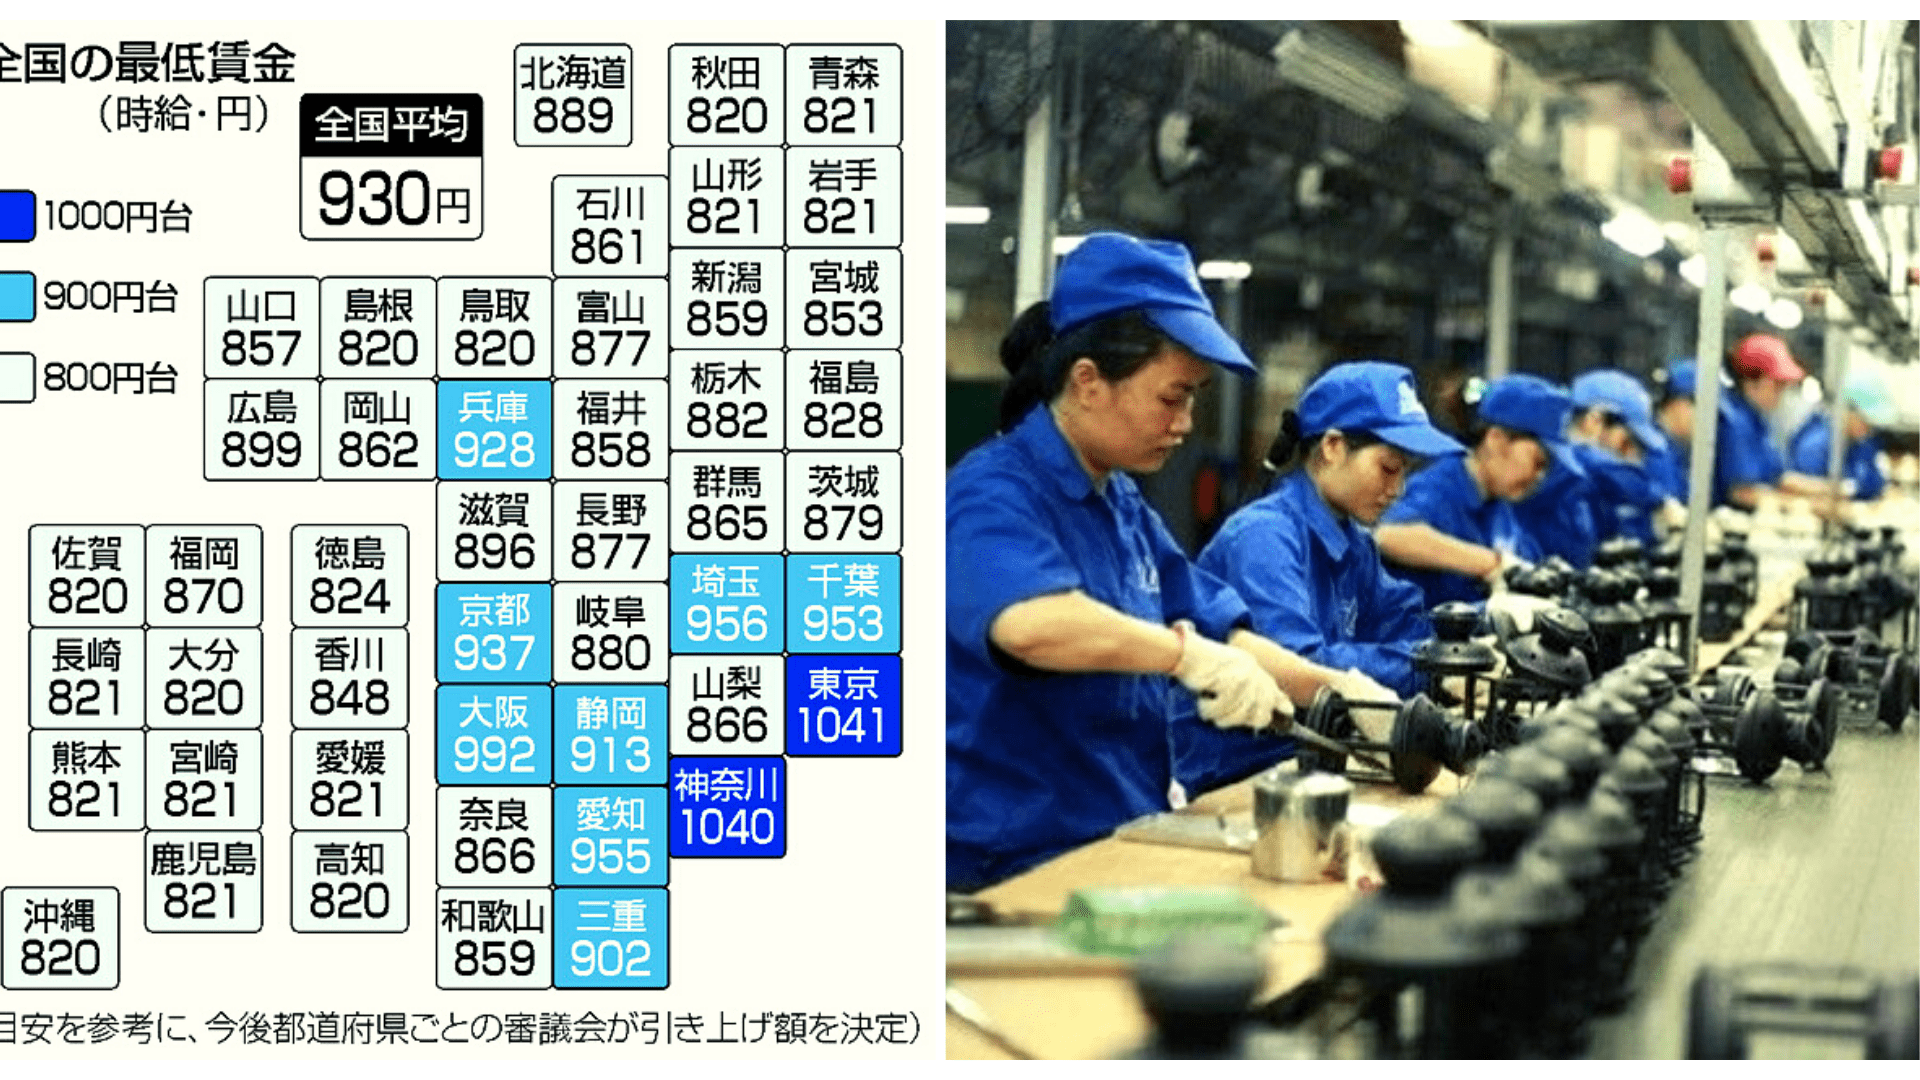 全国の最低賃金
（時給・円）
全国平均
930円
1000円台
900円台
800円台
北海道
889
秋田
820
青森
821
山形
821
岩手
821
石川
861
新潟
859
宮城
853
山口
857
島根
820
鳥取
820
富山
877
栃木
882
福島
828
広島
899
岡山
862
兵庫
928
福井
858
群馬
865
茨城
879
滋賀
896
長野
877
佐賀
820
福岡
870
徳島
824
埼玉
956
千葉
953
京都
937
岐阜
880
長崎
821
大分
820
香川
848
山梨
866
東京
1041
大阪
992
静岡
913
熊本
821
宮崎
821
愛媛
821
神奈川
1040
奈良
866
愛知
955
鹿児島
821
高知
820
沖縄
820
和歌山
859
三重
902
目安を参考に、今後都道府県ごとの審議会が引き上げ額を決定）